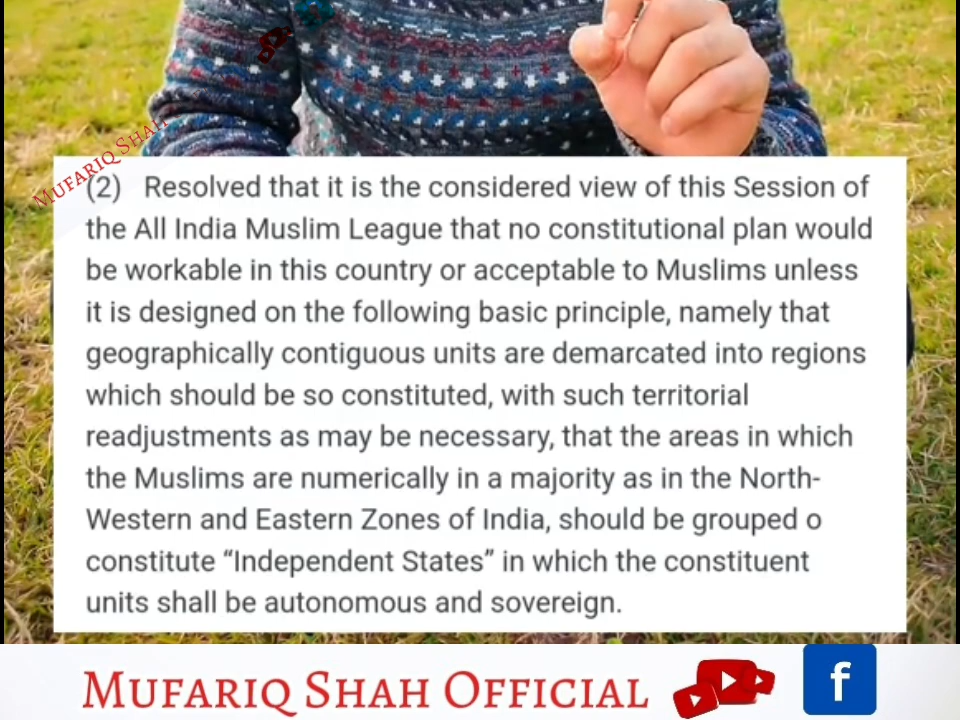 Mufariq Shah
(2) Resolved that it is the considered view of this Session of
the All India Muslim League that no constitutional plan would
be workable in this country or acceptable to Muslims unless
it is designed on the following basic principle, namely that
geographically contiguous units are demarcated into regions
which should be so constituted, with such territorial
readjustments as may be necessary, that the areas in which
the Muslims are numerically in a majority as in the North-
Western and Eastern Zones of India, should be grouped o
constitute “Independent States” in which the constituent
units shall be autonomous and sovereign.
Mufariq Shah Official
f